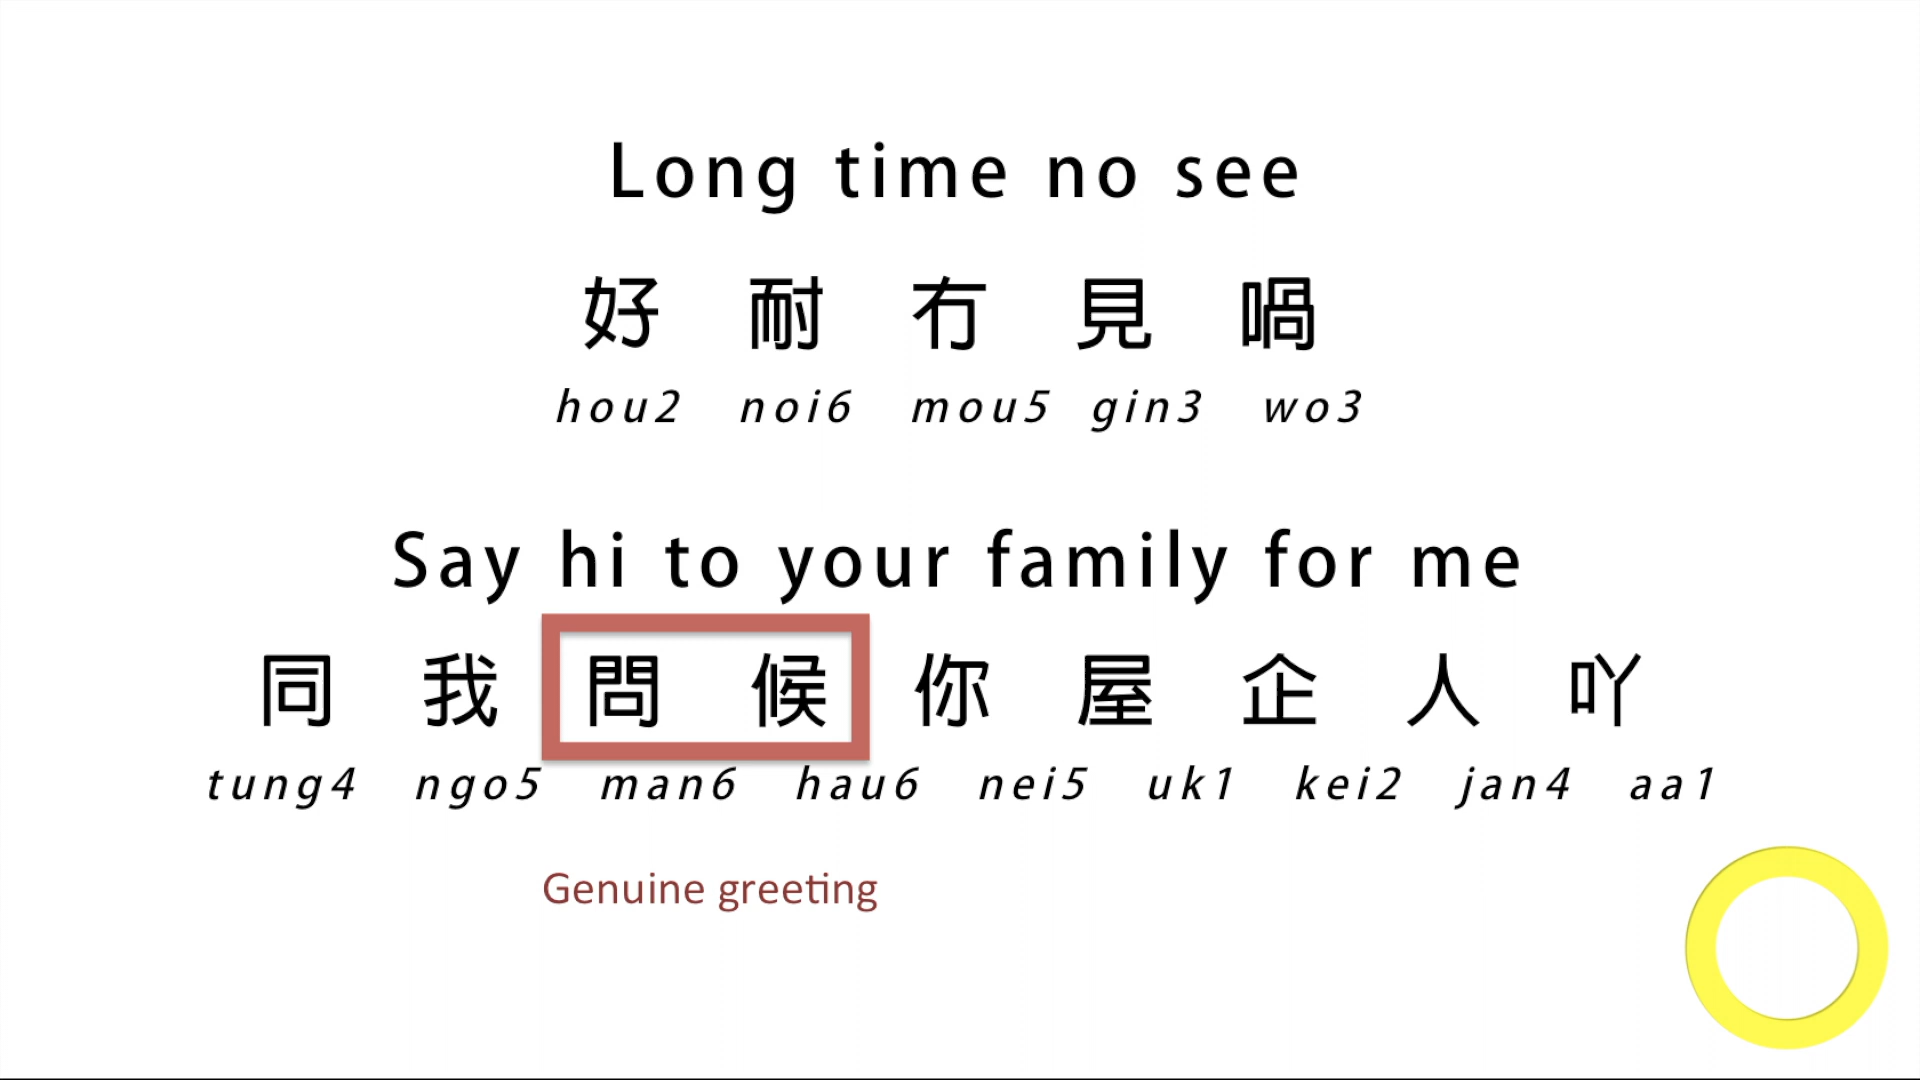 Long time no see
好 耐 冇 見 喎
hou2 noi6 mou5 gin3 wo3
Say hi to your family for me
同 我 問 候 你 屋 企 人 吖
tung4 ngo5 man6 hau6 nei5 uk1 kei2 jan4 aa1
Genuine greeting